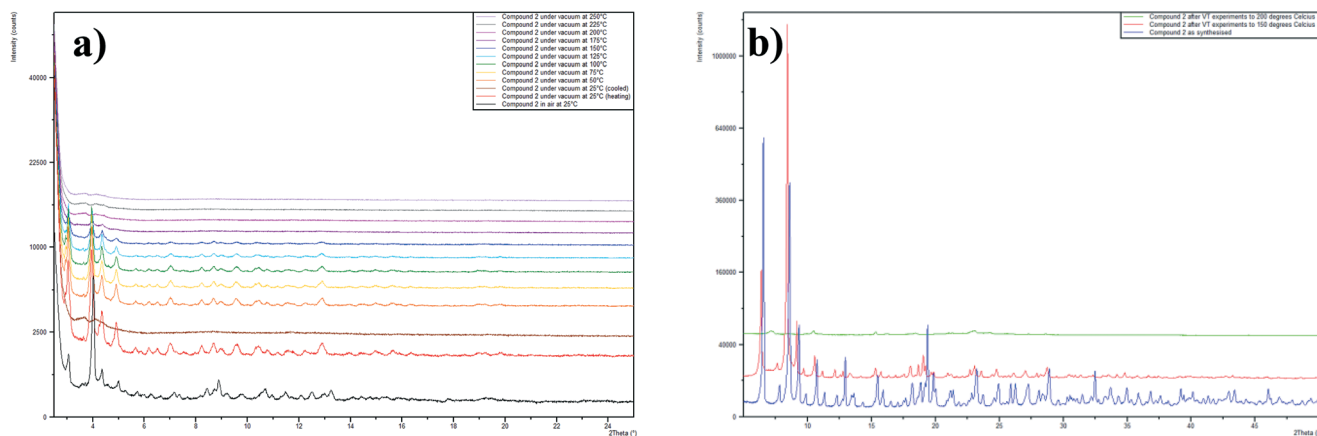 a)
Intensity (counts)
Compound 2 under vacuum at 250°C
Compound 2 under vacuum at 225°C
Compound 2 under vacuum at 200°C
Compound 2 under vacuum at 175°C
Compound 2 under vacuum at 150°C
Compound 2 under vacuum at 125°C
Compound 2 under vacuum at 100°C
Compound 2 under vacuum at 75°C
Compound 2 under vacuum at 50°C
Compound 2 under vacuum at 25°C (cooled)
Compound 2 under vacuum at 25°C (heating)
Compound 2 in air at 25°C
40000
22500
10000
2500
0
4 6 8 10 12 14 16 18 20 22 24
2Theta (°)
b)
Intensity (counts)
Compound 2 after VT experiments to 200 degrees Celcius
Compound 2 after VT experiments to 150 degrees Celcius
Compound 2 as synthesised
1000000
640000
360000
160000
40000
0
10 15 20 25 30 35 40 45
2Theta (°)